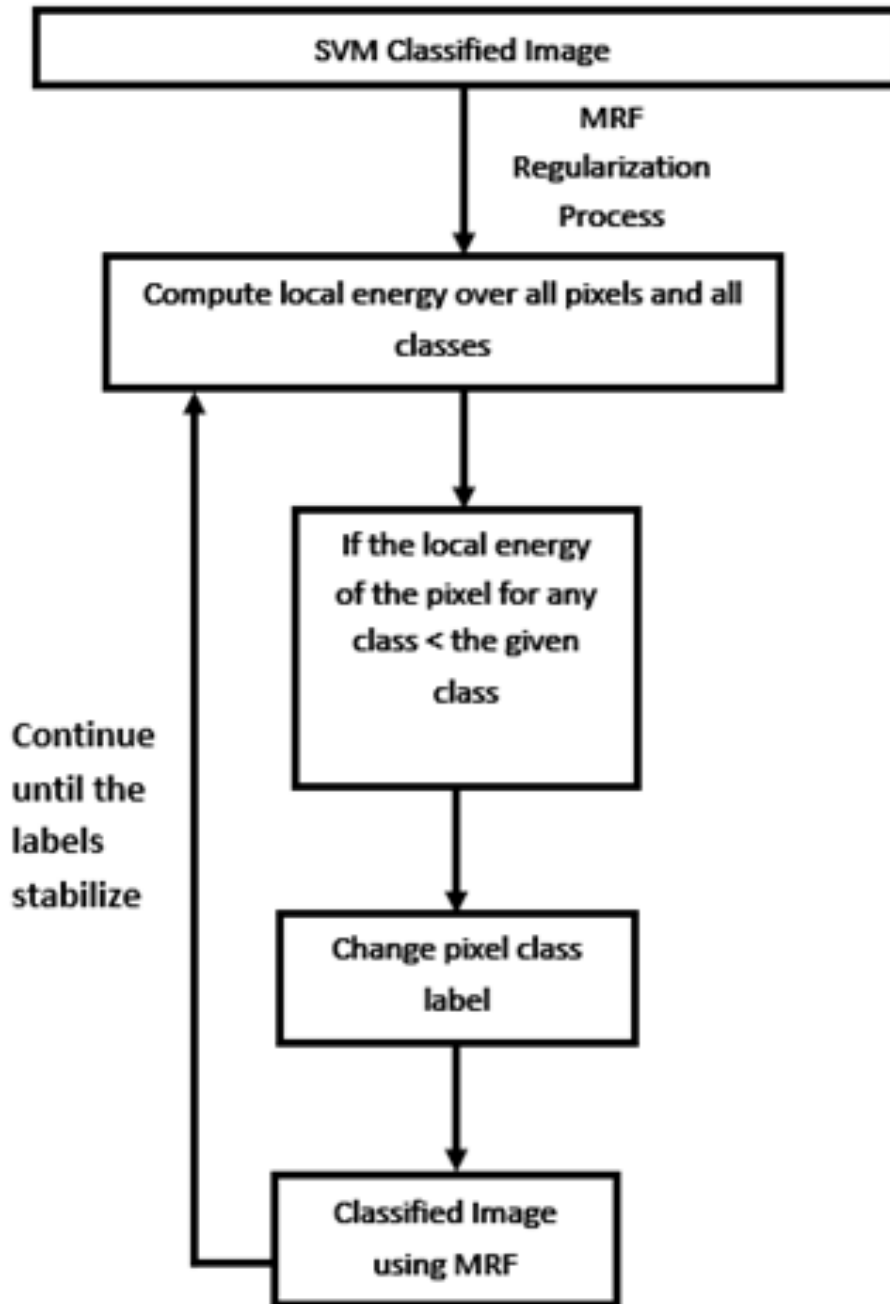 SVM Classified Image
MRF
Regularization
Process
Compute local energy over all pixels and all
classes
If the local energy
of the pixel for any
class < the given
class
Continue
until the
labels
stabilize
Change pixel class
label
Classified Image
using MRF